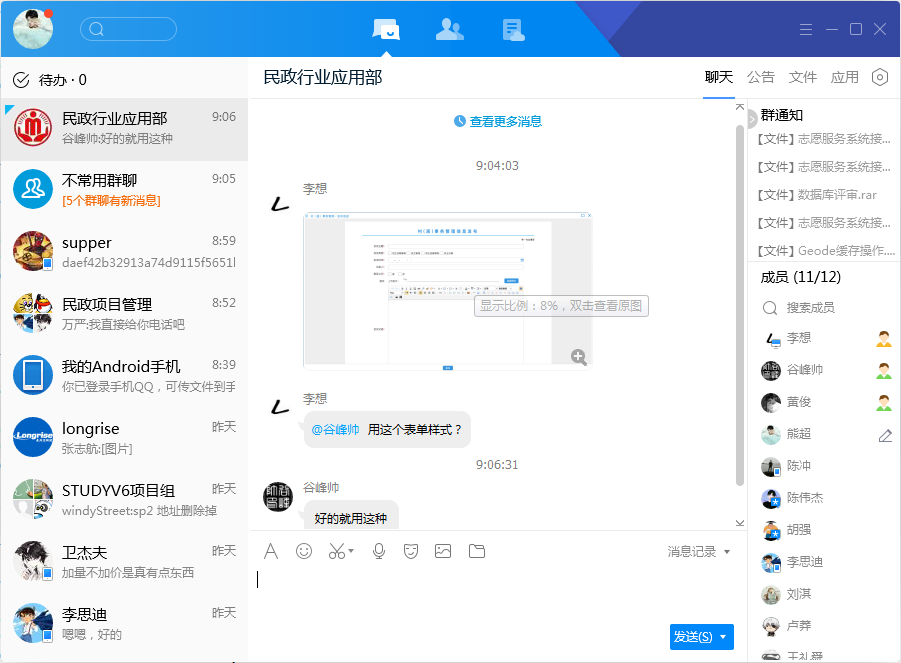 待办 · 0
民政行业应用部
9:06
谷峰帅:好的就用这种
不常用群聊
9:05
[5个群聊有新消息]
supper
8:59
daef42b32913a74d9115f5651l
民政项目管理
8:52
万严:我直接给你电话吧
我的Android手机
8:39
你已登录手机QQ，可传文件到手
longrise
昨天
张志航:[图片]
STUDYV6项目组
昨天
windyStreet:sp2 地址删除掉
卫杰夫
昨天
加量不加价是真有点东西
李思迪
昨天
嗯嗯，好的
Longrise
民政行业应用部
聊天
公告
文件
应用
查看更多消息
9:04:03
李想
显示比例：8%，双击查看原图
李想
@谷峰帅 用这个表单样式？
9:06:31
谷峰帅
好的就用这种
消息记录
发送(S)
群通知
【文件】志愿服务系统接...
【文件】志愿服务系统接...
【文件】数据库评审.rar
【文件】志愿服务系统接...
【文件】Geode缓存操作....
成员 (11/12)
搜索成员
李想
谷峰帅
黄俊
熊超
陈冲
陈伟杰
胡强
李思迪
刘淇
卢莽
王礼舜